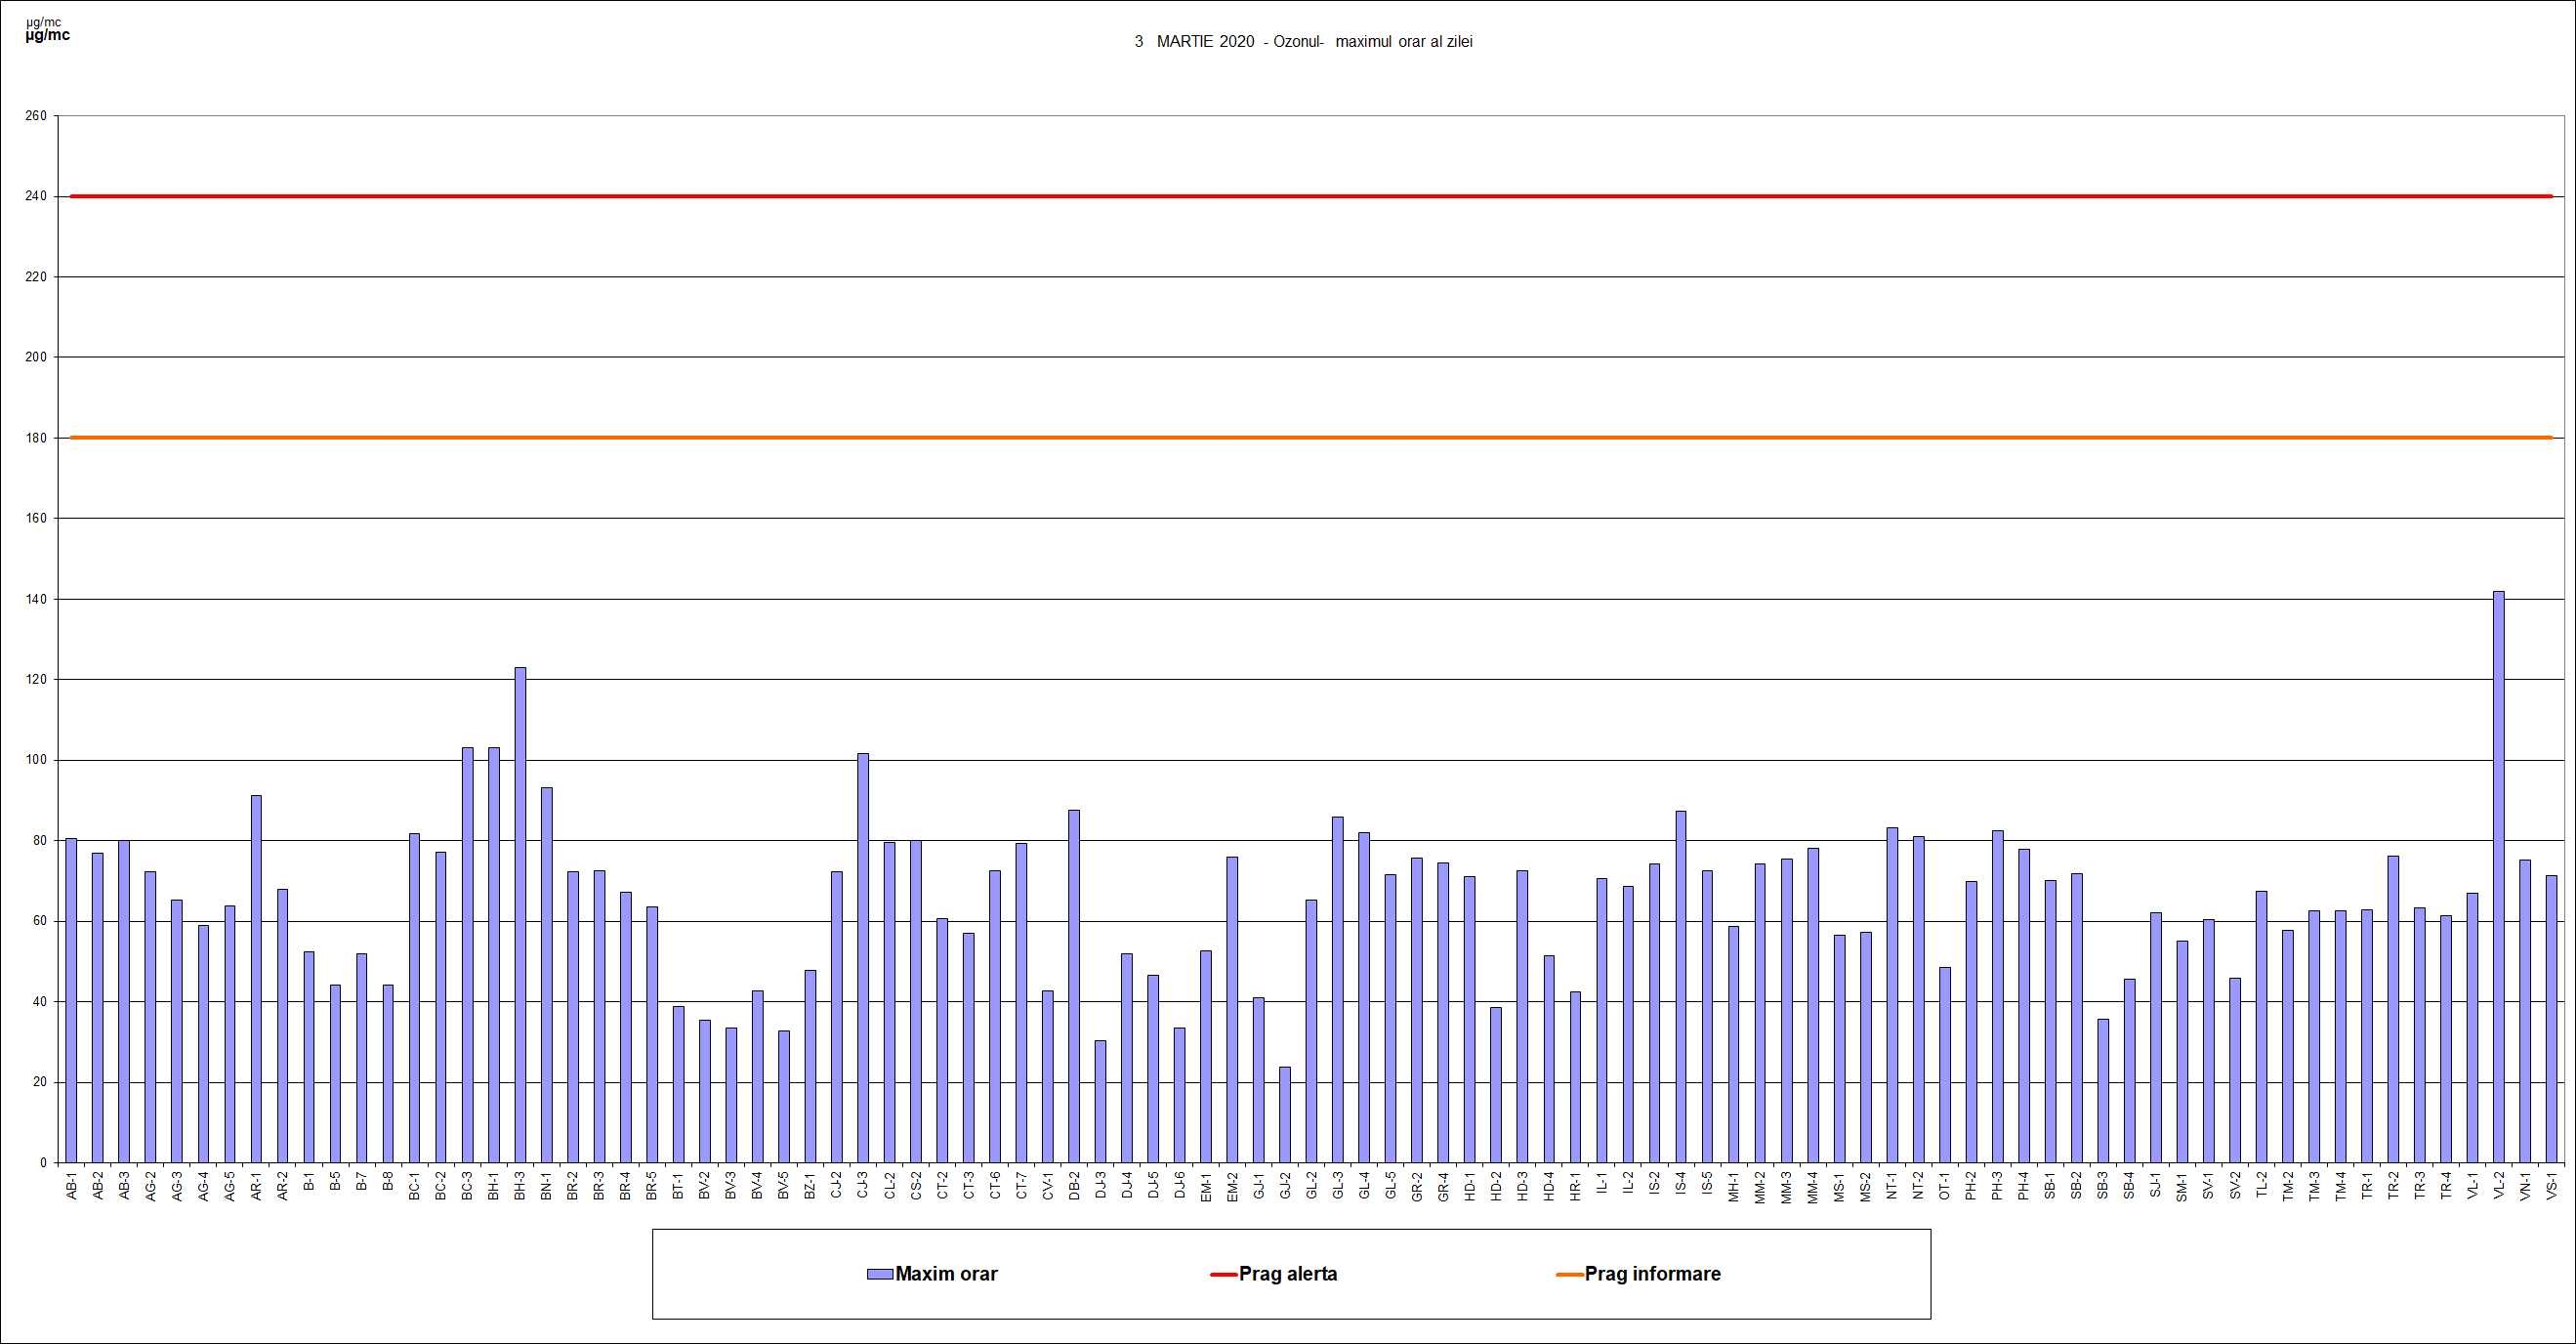 µg/mc
µg/mc
3 MARTIE 2020 - Ozonul- maximul orar al zilei
260
240
220
200
180
160
140
120
100
80
60
40
20
0
AB-1 AB-2 AB-3 AG-2 AG-3 AG-4 AG-5 AR-1 AR-2 B-1 B-5 B-7 B-8 BC-1 BC-2 BC-3 BH-1 BH-3 BN-1 BR-2 BR-3 BR-4 BR-5 BT-1 BV-2 BV-3 BV-4 BV-5 BZ-1 CJ-2 CJ-3 CL-2 CS-2 CT-2 CT-3 CT-6 CT-7 CV-1 DB-2 DJ-3 DJ-4 DJ-5 DJ-6 EM-1 EM-2 GJ-1 GJ-2 GL-2 GL-3 GL-4 GL-5 GR-2 GR-4 HD-1 HD-2 HD-3 HD-4 HR-1 IL-1 IL-2 IS-2 IS-4 IS-5 MH-1 MM-2 MM-3 MM-4 MS-1 MS-2 NT-1 NT-2 OT-1 PH-2 PH-3 PH-4 SB-1 SB-2 SB-3 SB-4 SJ-1 SM-1 SV-1 SV-2 TL-2 TM-2 TM-3 TM-4 TR-1 TR-2 TR-3 TR-4 VL-1 VL-2 VN-1 VS-1
Maxim orar Prag alerta Prag informare